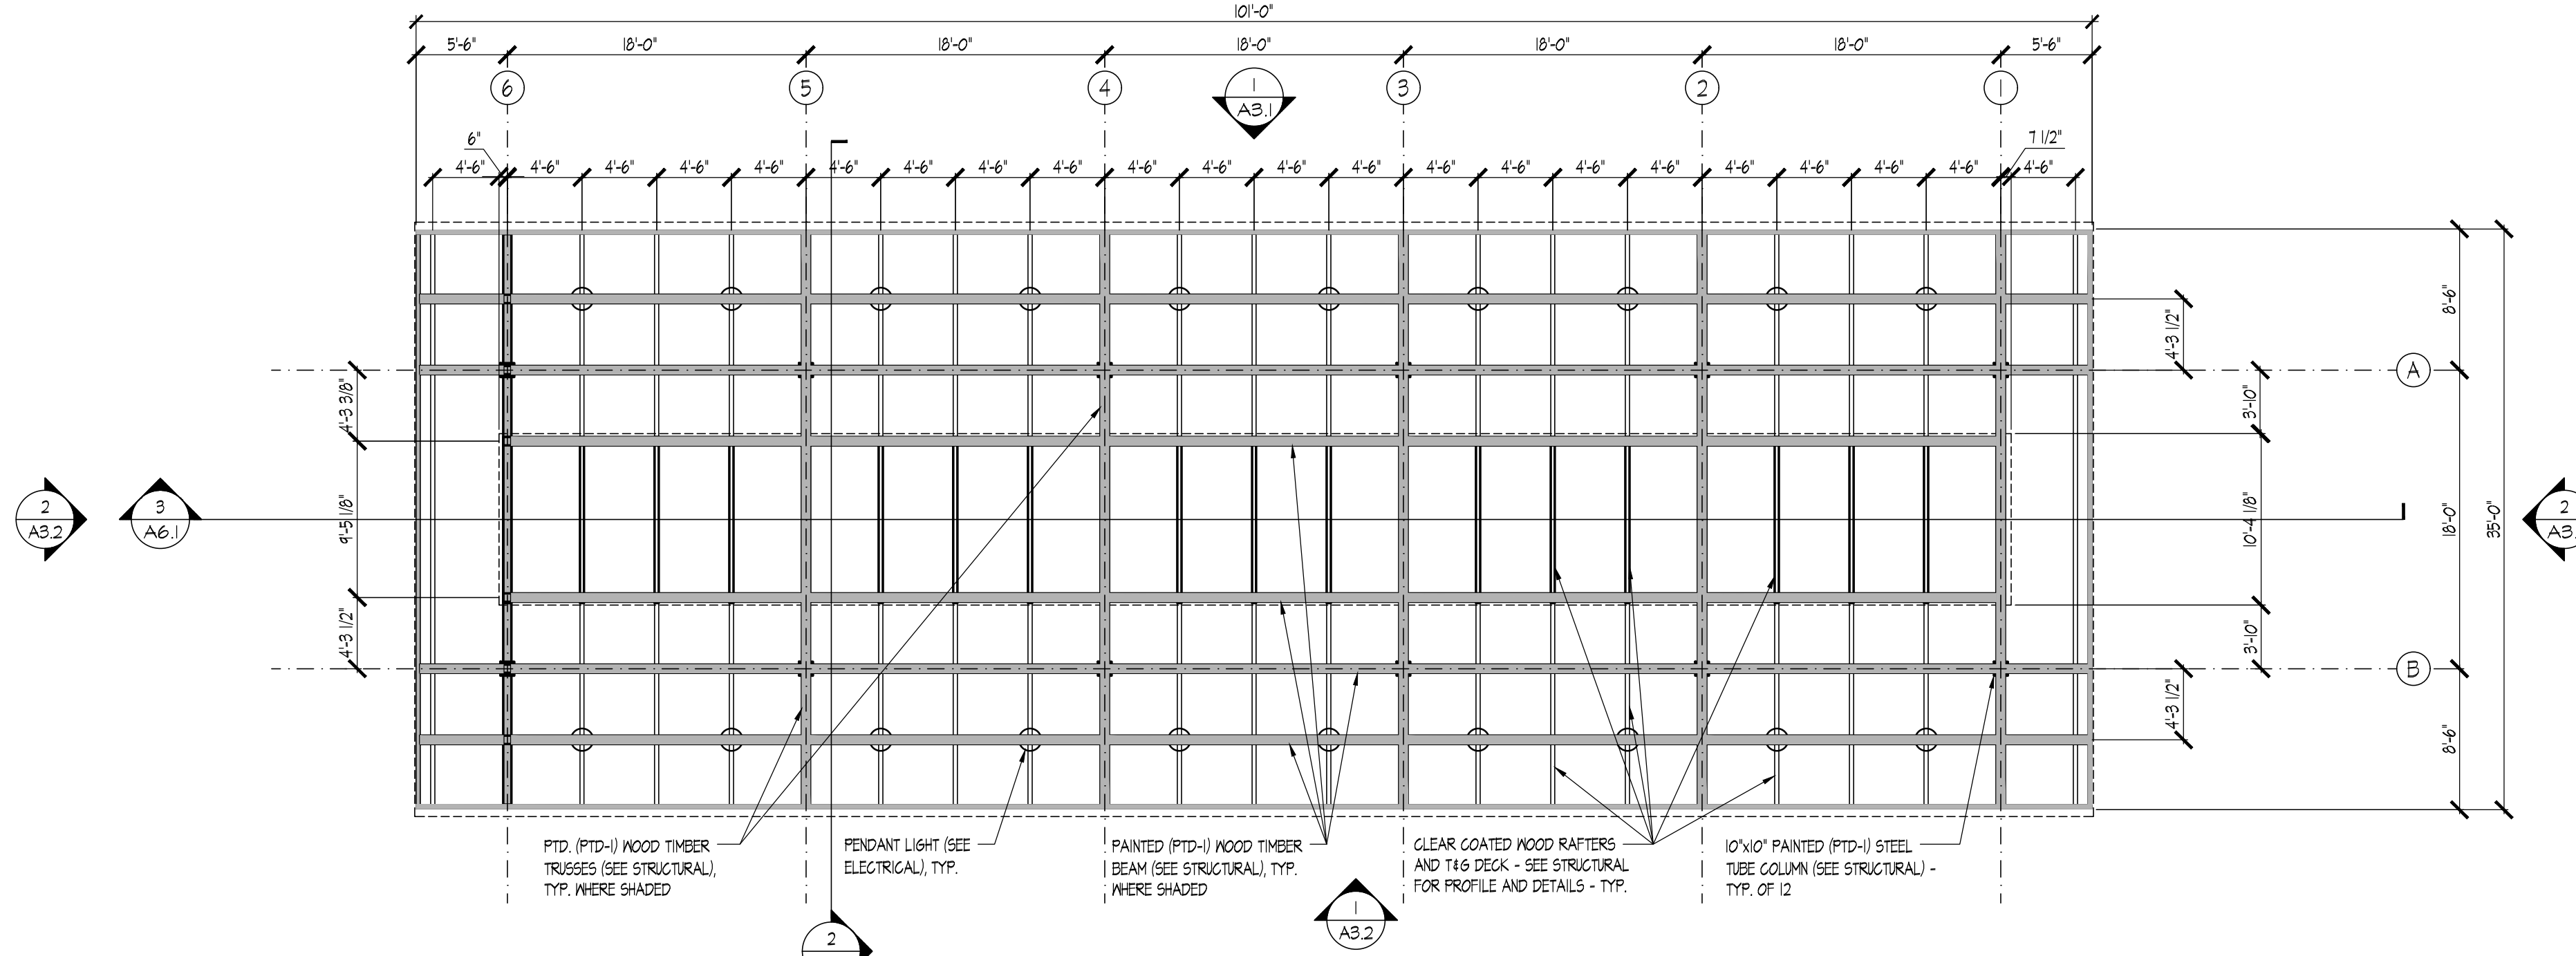 101'-0"
5'-6" 18'-0" 18'-0" 18'-0" 18'-0" 18'-0" 5'-6"
6 5 4 3 2 1
1
A3.1
6" 7 1/2"
4'-6" 4'-6" 4'-6" 4'-6" 4'-6" 4'-6" 4'-6" 4'-6" 4'-6" 4'-6" 4'-6" 4'-6" 4'-6" 4'-6" 4'-6" 4'-6" 4'-6" 4'-6" 4'-6" 4'-6" 4'-6" 4'-6"
8'-6"
4'-3 1/2"
A
4'-3 3/8"
3'-10"
2
A3.2
3
A6.1
9'-5 1/8"
10'-4 1/8"
18'-0"
35'-0"
2
4'-3 1/2"
3'-10"
B
4'-3 1/2"
8'-6"
PTD. (PTD-1) WOOD TIMBER
TRUSSES (SEE STRUCTURAL),
TYP. WHERE SHADED
PENDANT LIGHT (SEE
ELECTRICAL), TYP.
PAINTED (PTD-1) WOOD TIMBER
BEAM (SEE STRUCTURAL), TYP.
WHERE SHADED
CLEAR COATED WOOD RAFTERS
AND T&G DECK - SEE STRUCTURAL
FOR PROFILE AND DETAILS - TYP.
10"x10" PAINTED (PTD-1) STEEL
TUBE COLUMN (SEE STRUCTURAL) -
TYP. OF 12
2
1
A3.2